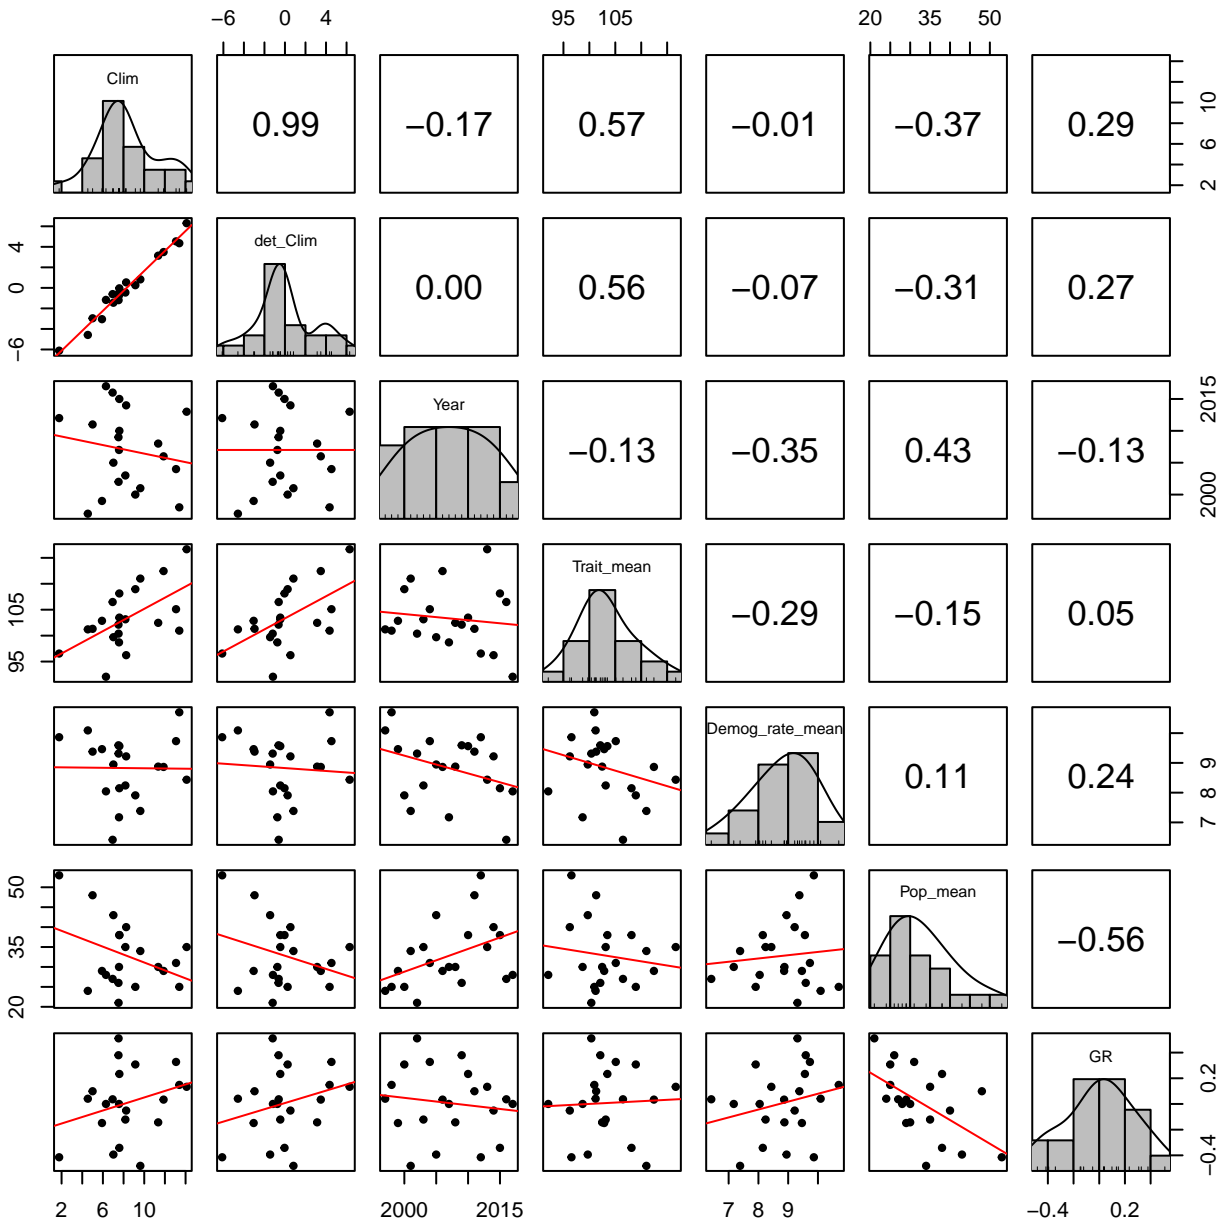 −6 0 4 95 105 20 35 50
Clim 0.99 −0.17 0.57 −0.01 −0.37 0.29 2 6 10
−6 0 4 det_Clim 0.00 0.56 −0.07 −0.31 0.27
Year −0.13 −0.35 0.43 −0.13 2000 2015
95 105 Trait_mean −0.29 −0.15 0.05
Demog_rate_mean 0.11 0.24 7 8 9
20 35 50 Pop_mean −0.56
GR −0.4 0.2
2 6 10 2000 2015 7 8 9 −0.4 0.2